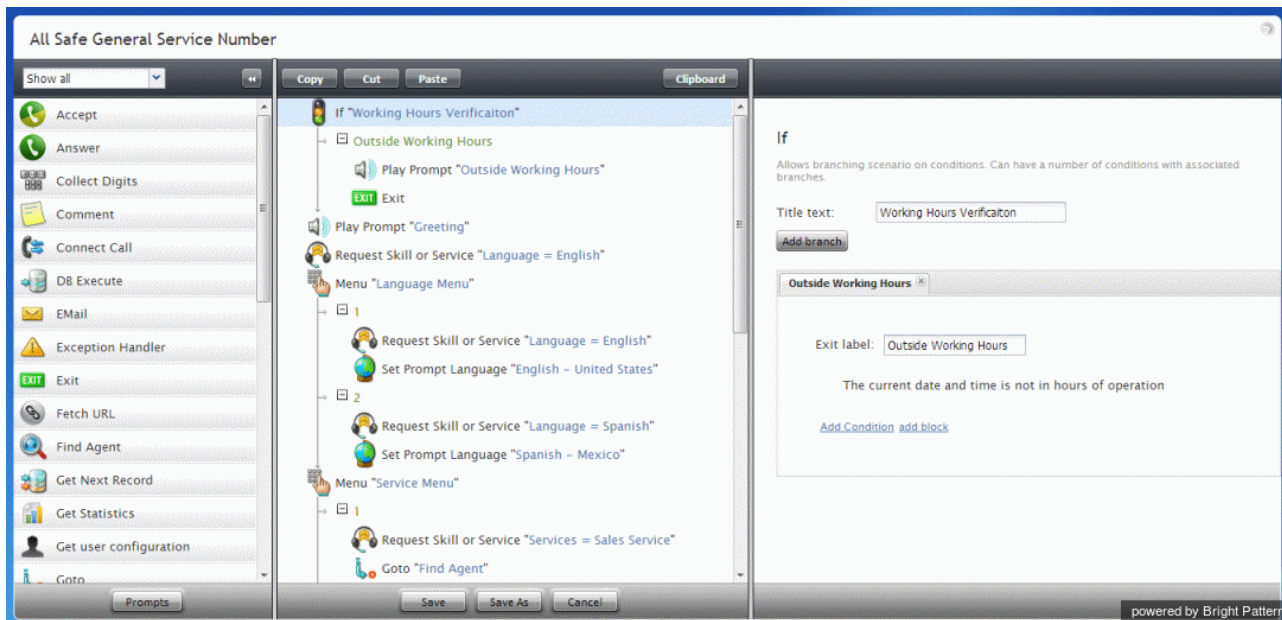 All Safe General Service Number
Show all
Copy
Cut
Paste
Clipboard
Accept
Answer
Collect Digits
Comment
Connect Call
DB Execute
EMail
Exception Handler
EXIT Exit
Fetch URL
Find Agent
Get Next Record
Get Statistics
Get user configuration
Goto
Prompts
If "Working Hours Verificaiton"
Outside Working Hours
Play Prompt "Outside Working Hours"
EXIT Exit
Play Prompt "Greeting"
Request Skill or Service "Language = English"
Menu "Language Menu"
1
Request Skill or Service "Language = English"
Set Prompt Language "English – United States"
2
Request Skill or Service "Language = Spanish"
Set Prompt Language "Spanish – Mexico"
Menu "Service Menu"
1
Request Skill or Service "Services = Sales Service"
Goto "Find Agent"
Save
Save As
Cancel
If
Allows branching scenario on conditions. Can have a number of conditions with associated
branches.
Title text: Working Hours Verificaiton
Add branch
Outside Working Hours
Exit label: Outside Working Hours
The current date and time is not in hours of operation
Add Condition add block
powered by Bright Pattern